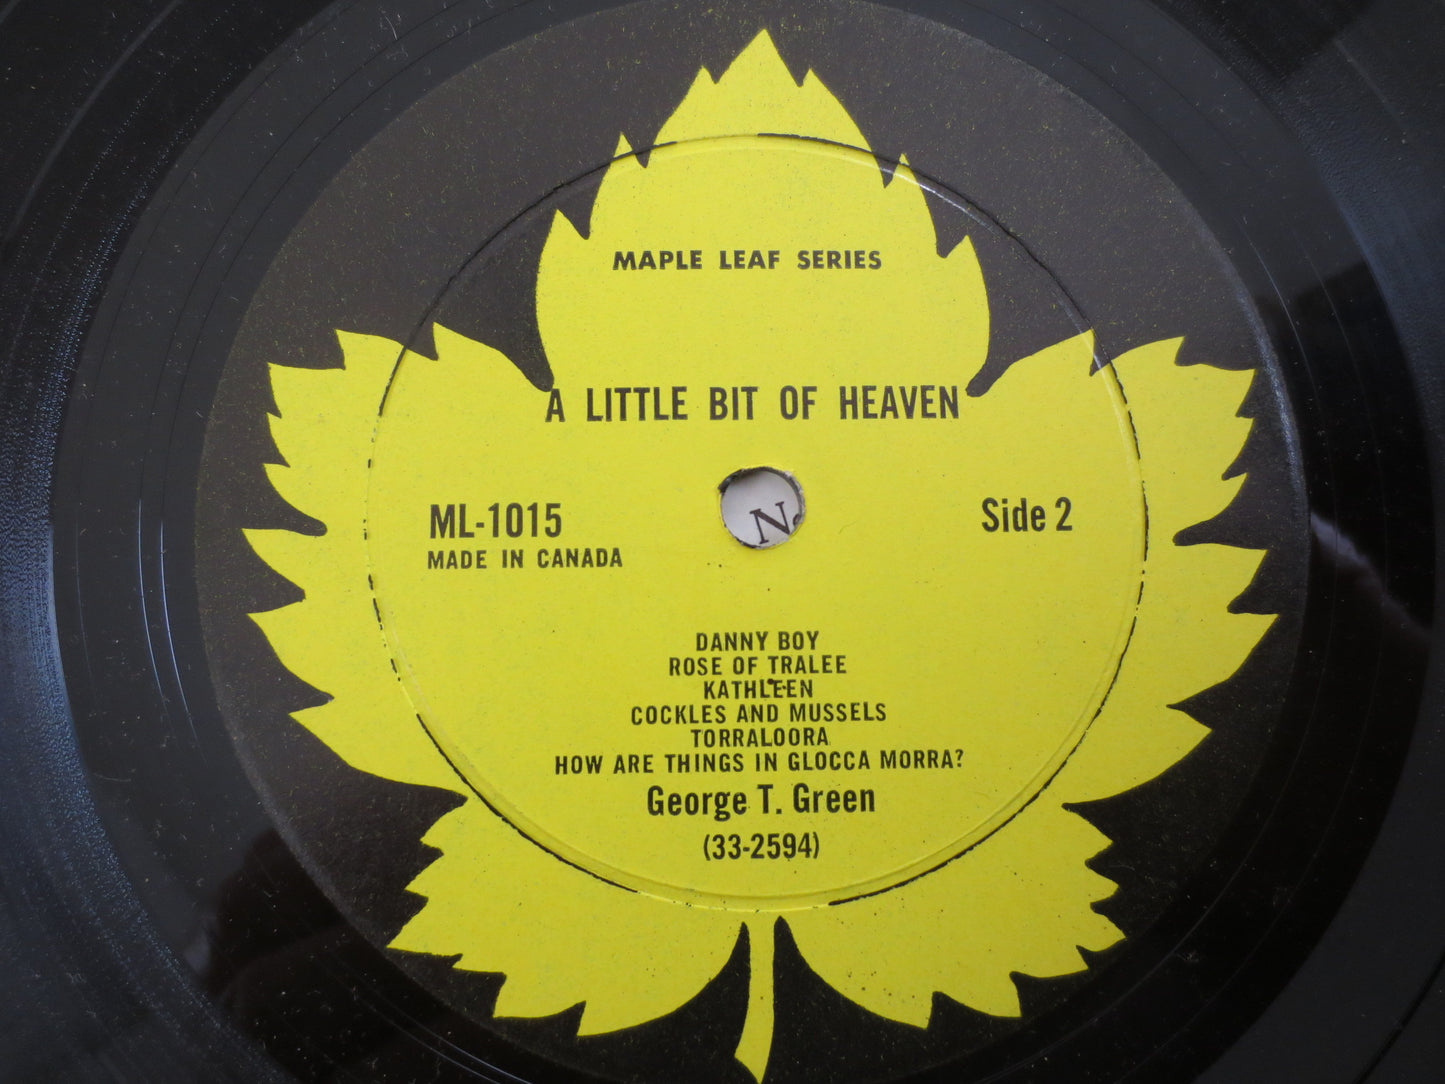 MAPLE LEAF SERIES
A LITTLE BIT OF HEAVEN
ML-1015
MADE IN CANADA
Side 2
N
DANNY BOY
ROSE OF TRALEE
KATHLEEN
COCKLES AND MUSSELS
TORRALOORA
HOW ARE THINGS IN GLOCCA MORRA?
George T. Green
(33-2594)